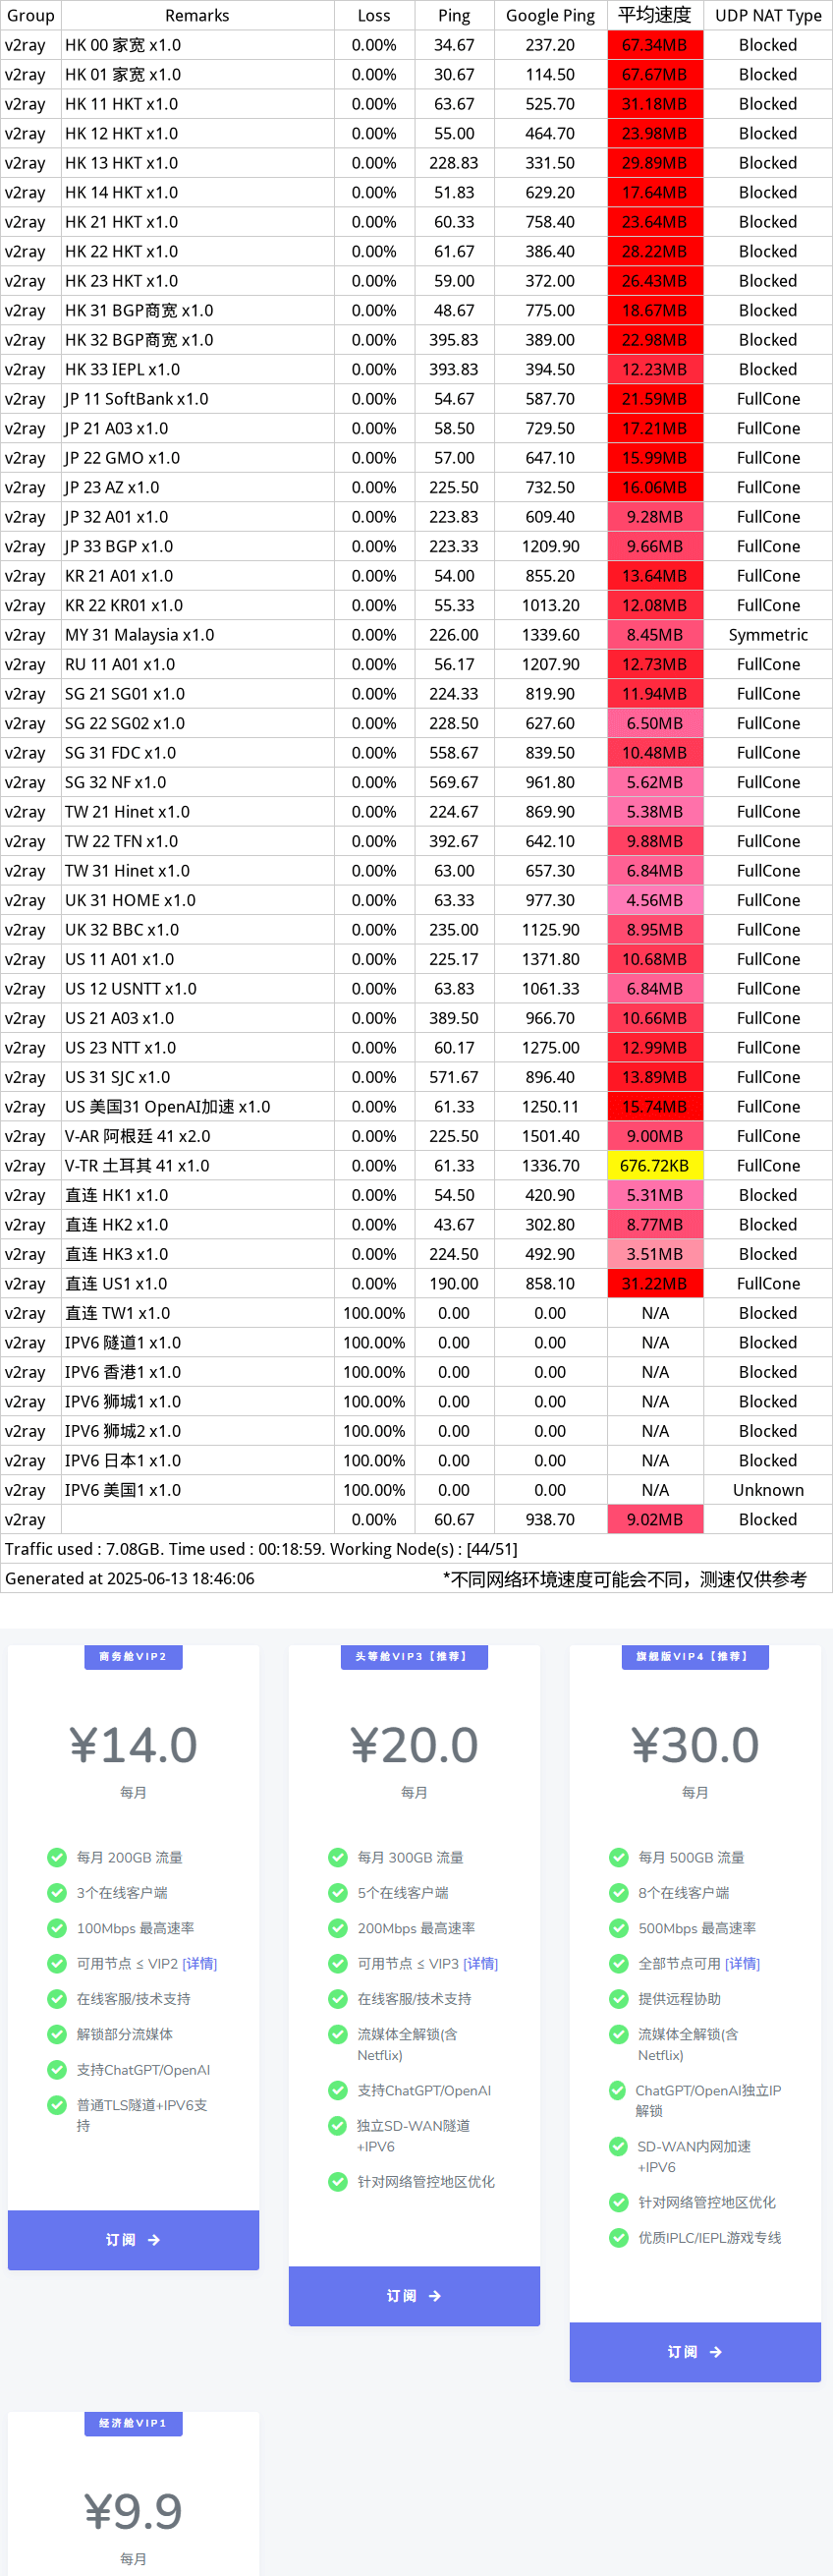 Group Remarks Loss Ping Google Ping 平均速度 UDP NAT Type
v2ray HK 00 家宽 x1.0 0.00% 34.67 237.20 67.34MB Blocked
v2ray HK 01 家宽 x1.0 0.00% 30.67 114.50 67.67MB Blocked
v2ray HK 11 HKT x1.0 0.00% 63.67 525.70 31.18MB Blocked
v2ray HK 12 HKT x1.0 0.00% 55.00 464.70 23.98MB Blocked
v2ray HK 13 HKT x1.0 0.00% 228.83 331.50 29.89MB Blocked
v2ray HK 14 HKT x1.0 0.00% 51.83 629.20 17.64MB Blocked
v2ray HK 21 HKT x1.0 0.00% 60.33 758.40 23.64MB Blocked
v2ray HK 22 HKT x1.0 0.00% 61.67 386.40 28.22MB Blocked
v2ray HK 23 HKT x1.0 0.00% 59.00 372.00 26.43MB Blocked
v2ray HK 31 BGP商宽 x1.0 0.00% 48.67 775.00 18.67MB Blocked
v2ray HK 32 BGP商宽 x1.0 0.00% 395.83 389.00 22.98MB Blocked
v2ray HK 33 IEPL x1.0 0.00% 393.83 394.50 12.23MB Blocked
v2ray JP 11 SoftBank x1.0 0.00% 54.67 587.70 21.59MB FullCone
v2ray JP 21 A03 x1.0 0.00% 58.50 729.50 17.21MB FullCone
v2ray JP 22 GMO x1.0 0.00% 57.00 647.10 15.99MB FullCone
v2ray JP 23 AZ x1.0 0.00% 225.50 732.50 16.06MB FullCone
v2ray JP 32 A01 x1.0 0.00% 223.83 609.40 9.28MB FullCone
v2ray JP 33 BGP x1.0 0.00% 223.33 1209.90 9.66MB FullCone
v2ray KR 21 A01 x1.0 0.00% 54.00 855.20 13.64MB FullCone
v2ray KR 22 KR01 x1.0 0.00% 55.33 1013.20 12.08MB FullCone
v2ray MY 31 Malaysia x1.0 0.00% 226.00 1339.60 8.45MB Symmetric
v2ray RU 11 A01 x1.0 0.00% 56.17 1207.90 12.73MB FullCone
v2ray SG 21 SG01 x1.0 0.00% 224.33 819.90 11.94MB FullCone
v2ray SG 22 SG02 x1.0 0.00% 228.50 627.60 6.50MB FullCone
v2ray SG 31 FDC x1.0 0.00% 558.67 839.50 10.48MB FullCone
v2ray SG 32 NF x1.0 0.00% 569.67 961.80 5.62MB FullCone
v2ray TW 21 Hinet x1.0 0.00% 224.67 869.90 5.38MB FullCone
v2ray TW 22 TFN x1.0 0.00% 392.67 642.10 9.88MB FullCone
v2ray TW 31 Hinet x1.0 0.00% 63.00 657.30 6.84MB FullCone
v2ray UK 31 HOME x1.0 0.00% 63.33 977.30 4.56MB FullCone
v2ray UK 32 BBC x1.0 0.00% 235.00 1125.90 8.95MB FullCone
v2ray US 11 A01 x1.0 0.00% 225.17 1371.80 10.68MB FullCone
v2ray US 12 USNTT x1.0 0.00% 63.83 1061.33 6.84MB FullCone
v2ray US 21 A03 x1.0 0.00% 389.50 966.70 10.66MB FullCone
v2ray US 23 NTT x1.0 0.00% 60.17 1275.00 12.99MB FullCone
v2ray US 31 SJC x1.0 0.00% 571.67 896.40 13.89MB FullCone
v2ray US 美国31 OpenAI加速 x1.0 0.00% 61.33 1250.11 15.74MB FullCone
v2ray V-AR 阿根廷 41 x2.0 0.00% 225.50 1501.40 9.00MB FullCone
v2ray V-TR 土耳其 41 x1.0 0.00% 61.33 1336.70 676.72KB FullCone
v2ray 直连 HK1 x1.0 0.00% 54.50 420.90 5.31MB Blocked
v2ray 直连 HK2 x1.0 0.00% 43.67 302.80 8.77MB Blocked
v2ray 直连 HK3 x1.0 0.00% 224.50 492.90 3.51MB Blocked
v2ray 直连 US1 x1.0 0.00% 190.00 858.10 31.22MB FullCone
v2ray 直连 TW1 x1.0 100.00% 0.00 0.00 N/A Blocked
v2ray IPV6 隧道1 x1.0 100.00% 0.00 0.00 N/A Blocked
v2ray IPV6 香港1 x1.0 100.00% 0.00 0.00 N/A Blocked
v2ray IPV6 狮城1 x1.0 100.00% 0.00 0.00 N/A Blocked
v2ray IPV6 狮城2 x1.0 100.00% 0.00 0.00 N/A Blocked
v2ray IPV6 日本1 x1.0 100.00% 0.00 0.00 N/A Blocked
v2ray IPV6 美国1 x1.0 100.00% 0.00 0.00 N/A Unknown
v2ray 0.00% 60.67 938.70 9.02MB Blocked
Traffic used : 7.08GB. Time used : 00:18:59. Working Node(s) : [44/51]
Generated at 2025-06-13 18:46:06 *不同网络环境速度可能会不同，测速仅供参考
商务舱VIP2
¥14.0
每月
每月 200GB 流量
3个在线客户端
100Mbps 最高速率
可用节点 ≤ VIP2 [详情]
在线客服/技术支持
解锁部分流媒体
支持ChatGPT/OpenAI
普通TLS隧道+IPV6支
持
订阅 →
头等舱VIP3【推荐】
¥20.0
每月
每月 300GB 流量
5个在线客户端
200Mbps 最高速率
可用节点 ≤ VIP3 [详情]
在线客服/技术支持
流媒体全解锁(含
Netflix)
支持ChatGPT/OpenAI
独立SD-WAN隧道
+IPV6
针对网络管控地区优化
订阅 →
旗舰版VIP4【推荐】
¥30.0
每月
每月 500GB 流量
8个在线客户端
500Mbps 最高速率
全部节点可用 [详情]
提供远程协助
流媒体全解锁(含
Netflix)
ChatGPT/OpenAI独立IP
解锁
SD-WAN内网加速
+IPV6
针对网络管控地区优化
优质IPLC/IEPL游戏专线
订阅 →
经济舱VIP1
¥9.9
每月